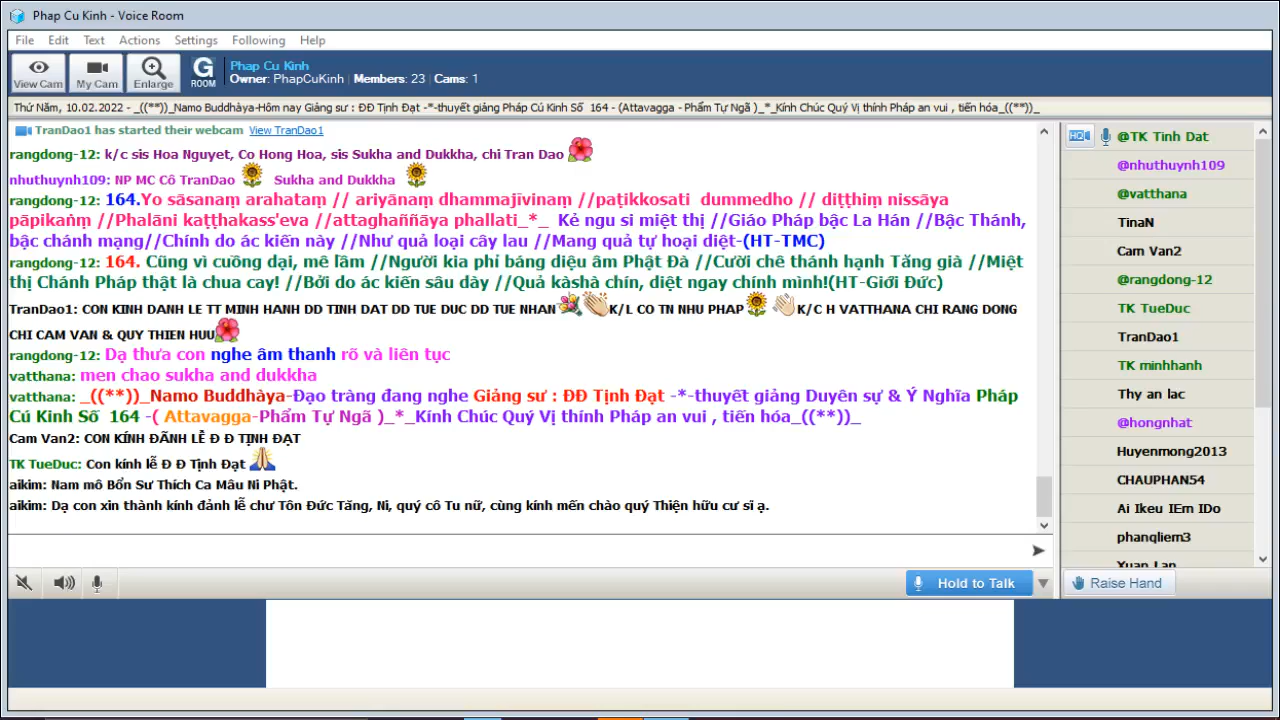 Phap Cu Kinh - Voice Room
File Edit Text Actions Settings Following Help
View Cam My Cam Enlarge G ROOM
Phap Cu Kinh
Owner: PhapCuKinh | Members: 23 | Cams: 1
Thứ Năm, 10.02.2022 - _((**))_Namo Buddhàya-Hôm nay Giảng sư : ĐĐ Tịnh Đạt -*-thuyết giảng Pháp Cú Kinh Số 164 - (Attavagga - Phẩm Tự Ngã )_*_Kính Chúc Quý Vị thính Pháp an vui , tiến hóa_((**))_
TranDao1 has started their webcam View TranDao1
rangdong-12: k/c sis Hoa Nguyet, Co Hong Hoa, sis Sukha and Dukkha, chi Tran Dao
nhuthuynh109: NP MC Cô TranDao Sukha and Dukkha
rangdong-12: 164.Yo sāsanaṃ arahataṃ // ariyānaṃ dhammajīvinaṃ //paṭikkosati dummedho // diṭṭhiṃ nissāya
pāpikaṅṃ //Phalāni kaṭṭhakass'eva //attaghaññāya phallati_*_ Kẻ ngu si miệt thị //Giáo Pháp bậc La Hán //Bậc Thánh,
bậc chánh mạng//Chính do ác kiến này //Như quả loại cây lau //Mang quả tự hoại diệt-(HT-TMC)
rangdong-12: 164. Cũng vì cuồng dại, mê lầm //Người kia phỉ báng diệu âm Phật Đà //Cười chê thánh hạnh Tăng già //Miệt
thị Chánh Pháp thật là chua cay! //Bởi do ác kiến sâu dày //Quả kàshà chín, diệt ngay chính mình!(HT-Giới Đức)
TranDao1: CON KINH DANH LE TT MINH HANH DD TINH DAT DD TUE DUC DD TUE NHAN K/L CO TN NHU PHAP K/C H VATTHANA CHI RANG DONG
CHI CAM VAN & QUY THIEN HUU
rangdong-12: Dạ thưa con nghe âm thanh rõ và liên tục
vatthana: men chao sukha and dukkha
vatthana: _((**))_Namo Buddhàya-Đạo tràng đang nghe Giảng sư : ĐĐ Tịnh Đạt -*-thuyết giảng Duyên sự & Ý Nghĩa Pháp
Cú Kinh Số 164 -( Attavagga-Phẩm Tự Ngã )_*_Kính Chúc Quý Vị thính Pháp an vui , tiến hóa_((**))_
Cam Van2: CON KÍNH ĐÃNH LỄ Đ Đ TỊNH ĐẠT
TK TueDuc: Con kính lễ Đ Đ Tịnh Đạt
aikim: Nam mô Bổn Sư Thích Ca Mâu Ni Phật.
aikim: Dạ con xin thành kính đảnh lễ chư Tôn Đức Tăng, Ni, quý cô Tu nữ, cùng kính mến chào quý Thiện hữu cư sĩ ạ.
Hold to Talk
@TK Tinh Dat
@nhuthuynh109
@vatthana
TinaN
Cam Van2
@rangdong-12
TK TueDuc
TranDao1
TK minhhanh
Thy an lac
@hongnhat
Huyenmong2013
CHAUPHAN54
Ai Ikeu IEm IDo
phanqliem3
Xuan Lan
Raise Hand